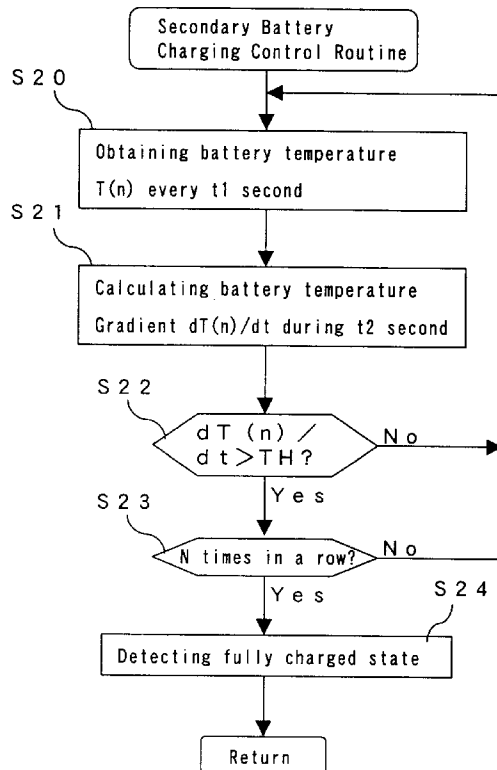 Secondary Battery
Charging Control Routine
S20
Obtaining battery temperature
T(n) every t1 second
S21
Calculating battery temperature
Gradient dT(n)/dt during t2 second
S22
dT(n)/
dt>TH?
No
Yes
S23
N times in a row?
No
Yes
S24
Detecting fully charged state
Return